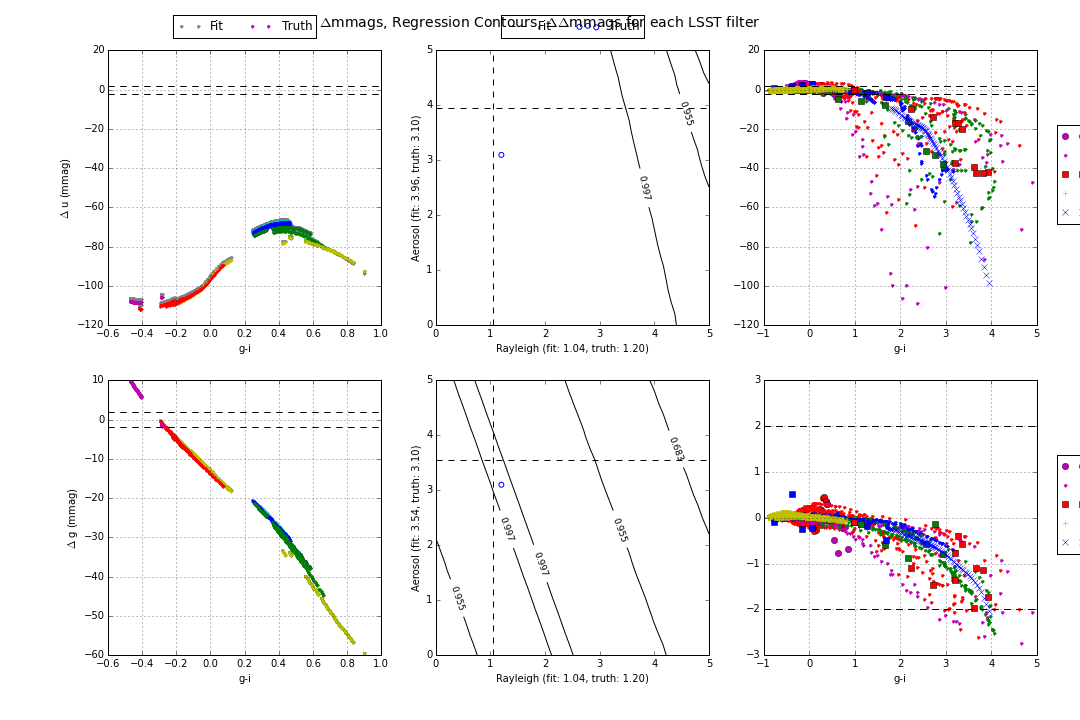 Δmmags, Regression Contours, ΔΔmmags for each LSST filter
Fit Truth
Fit Truth
20
0
−20
−40
−60
−80
−100
−120
Δ u (mmag)
−0.6 −0.4 −0.2 0.0 0.2 0.4 0.6 0.8 1.0
g-i
5
4
3
2
1
0
Aerosol (fit: 3.96, truth: 3.10)
0.955
0.997
0 1 2 3 4 5
Rayleigh (fit: 1.04, truth: 1.20)
20
0
−20
−40
−60
−80
−100
−120
−1 0 1 2 3 4 5
g-i
10
0
−10
−20
−30
−40
−50
−60
Δ g (mmag)
−0.6 −0.4 −0.2 0.0 0.2 0.4 0.6 0.8 1.0
g-i
5
4
3
2
1
0
Aerosol (fit: 3.54, truth: 3.10)
0.683
0.997
0.955
0.997
0.955
0 1 2 3 4 5
Rayleigh (fit: 1.04, truth: 1.20)
3
2
1
0
−1
−2
−3
−1 0 1 2 3 4 5
g-i